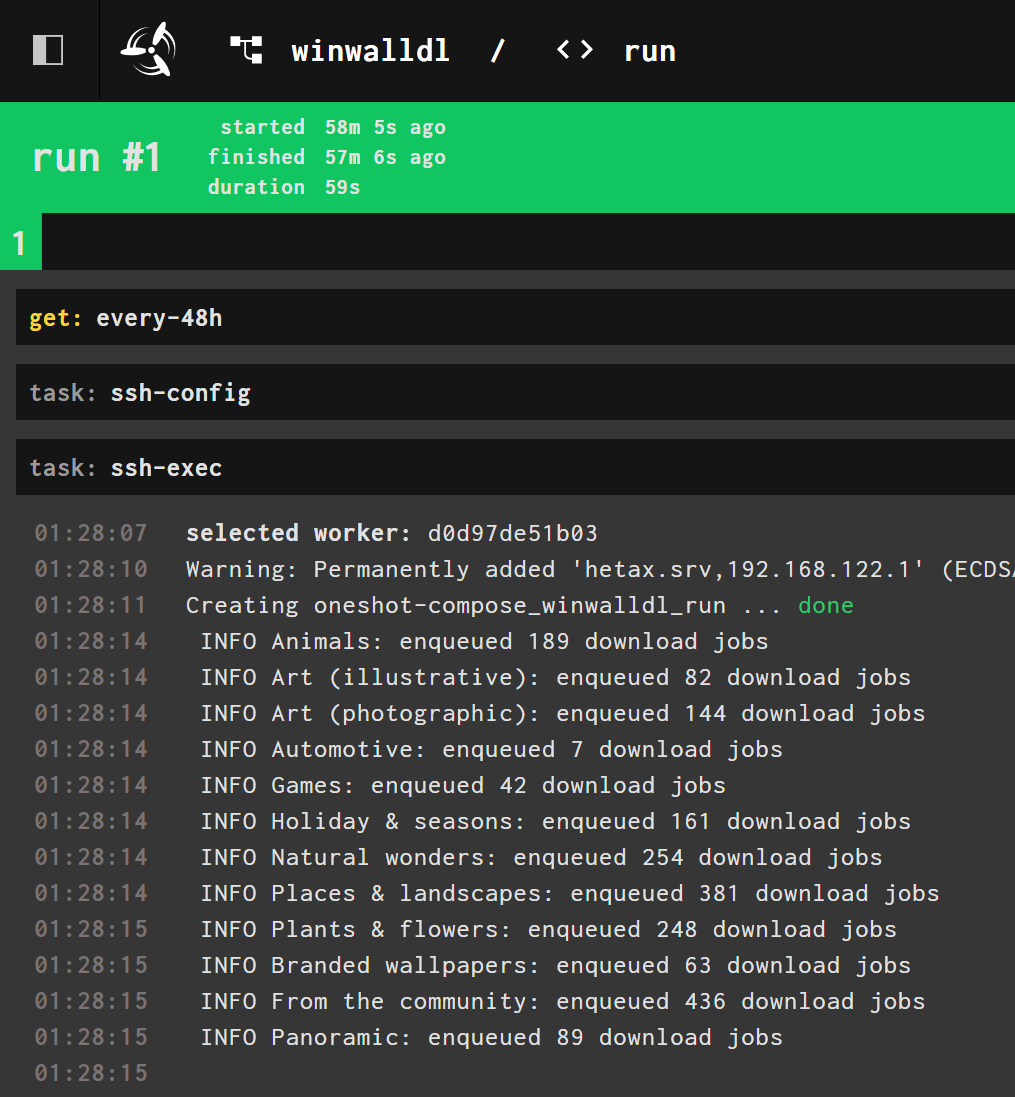 winwalldl / <> run
run #1
started 58m 5s ago
finished 57m 6s ago
duration 59s
1
get: every-48h
task: ssh-config
task: ssh-exec
01:28:07 selected worker: d0d97de51b03
01:28:10 Warning: Permanently added 'hetax.srv,192.168.122.1' (ECDSA
01:28:11 Creating oneshot-compose_winwalldl_run ... done
01:28:14 INFO Animals: enqueued 189 download jobs
01:28:14 INFO Art (illustrative): enqueued 82 download jobs
01:28:14 INFO Art (photographic): enqueued 144 download jobs
01:28:14 INFO Automotive: enqueued 7 download jobs
01:28:14 INFO Games: enqueued 42 download jobs
01:28:14 INFO Holiday & seasons: enqueued 161 download jobs
01:28:14 INFO Natural wonders: enqueued 254 download jobs
01:28:14 INFO Places & landscapes: enqueued 381 download jobs
01:28:15 INFO Plants & flowers: enqueued 248 download jobs
01:28:15 INFO Branded wallpapers: enqueued 63 download jobs
01:28:15 INFO From the community: enqueued 436 download jobs
01:28:15 INFO Panoramic: enqueued 89 download jobs
01:28:15